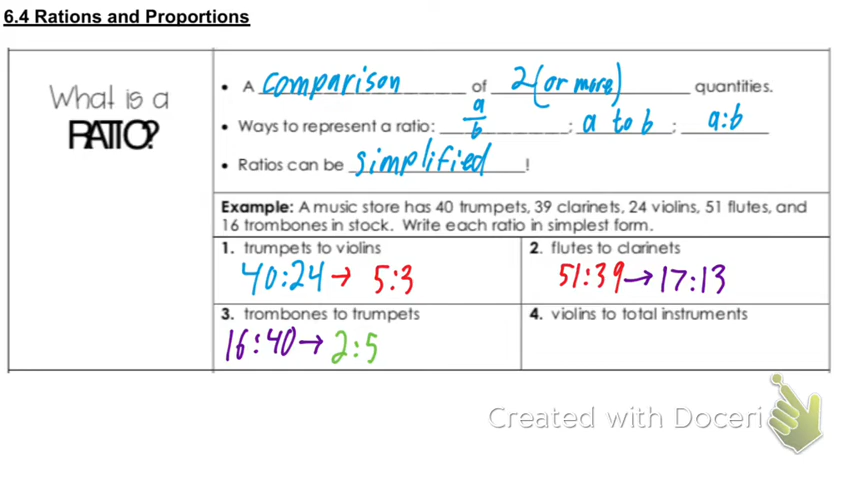 6.4 Rations and Proportions
What is a
RATIO?
• A comparison of 2 (or more) quantities.
• Ways to represent a ratio: a/b ; a to b ; a:b
• Ratios can be simplified !
Example: A music store has 40 trumpets, 39 clarinets, 24 violins, 51 flutes, and
16 trombones in stock. Write each ratio in simplest form.
1. trumpets to violins
40:24 → 5:3
2. flutes to clarinets
51:39 → 17:13
3. trombones to trumpets
16:40 → 2:5
4. violins to total instruments
Created with Doceri